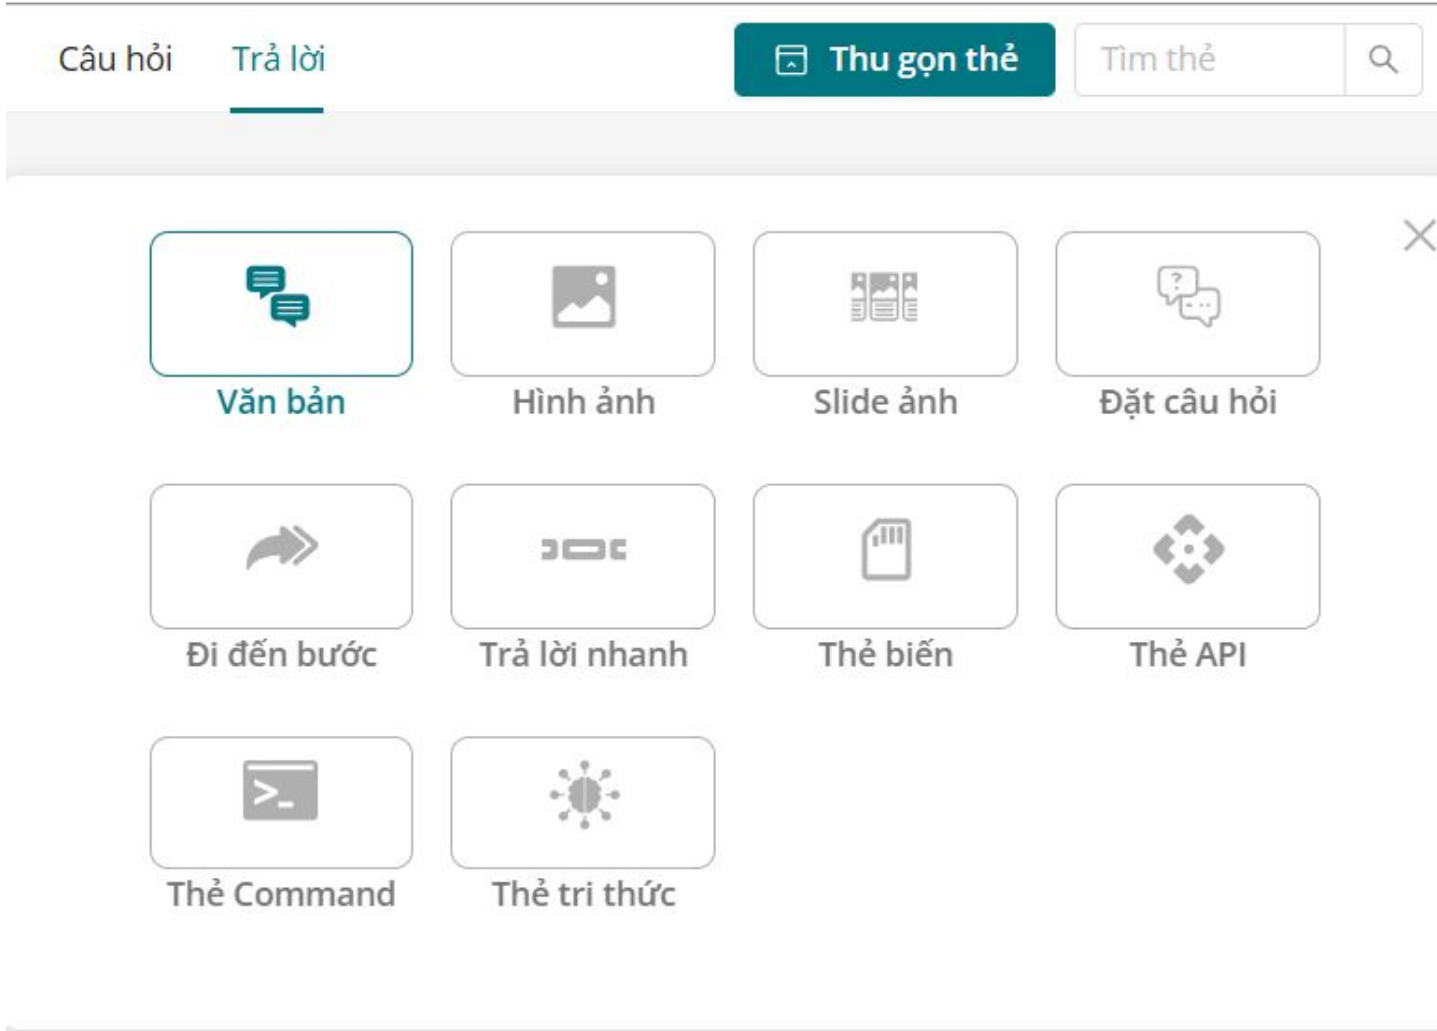 Câu hỏi Trả lời Thu gọn thẻ Tìm thẻ
Văn bản Hình ảnh Slide ảnh Đặt câu hỏi
Đi đến bước Trả lời nhanh Thẻ biến Thẻ API
Thẻ Command Thẻ tri thức